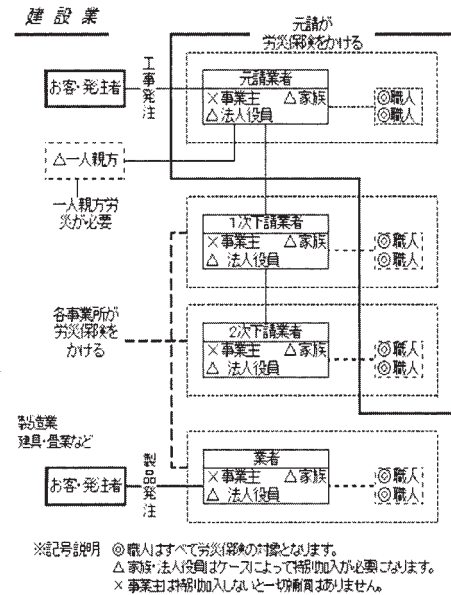 建設業
元請が
労災保険をかける
工事発注
お客・発注者
元請業者
×事業主 △家族
△法人役員
◎職人
◎職人
△一人親方
一人親方労
災が必要
1次下請業者
×事業主 △家族
△ 法人役員
◎職人
◎職人
各事業所が
労災保険を
かける
2次下請業者
×事業主 △家族
△ 法人役員
◎職人
◎職人
製造業
建具・畳業など
製品発注
お客・発注者
業者
×事業主 △家族
△ 法人役員
◎職人
◎職人
※記号説明 ◎ 職人はすべて労災保険の対象となります。
△ 家族・法人役員はケースによって特別加入が必要になります。
× 事業主は特別加入しないと一切補償はありません。